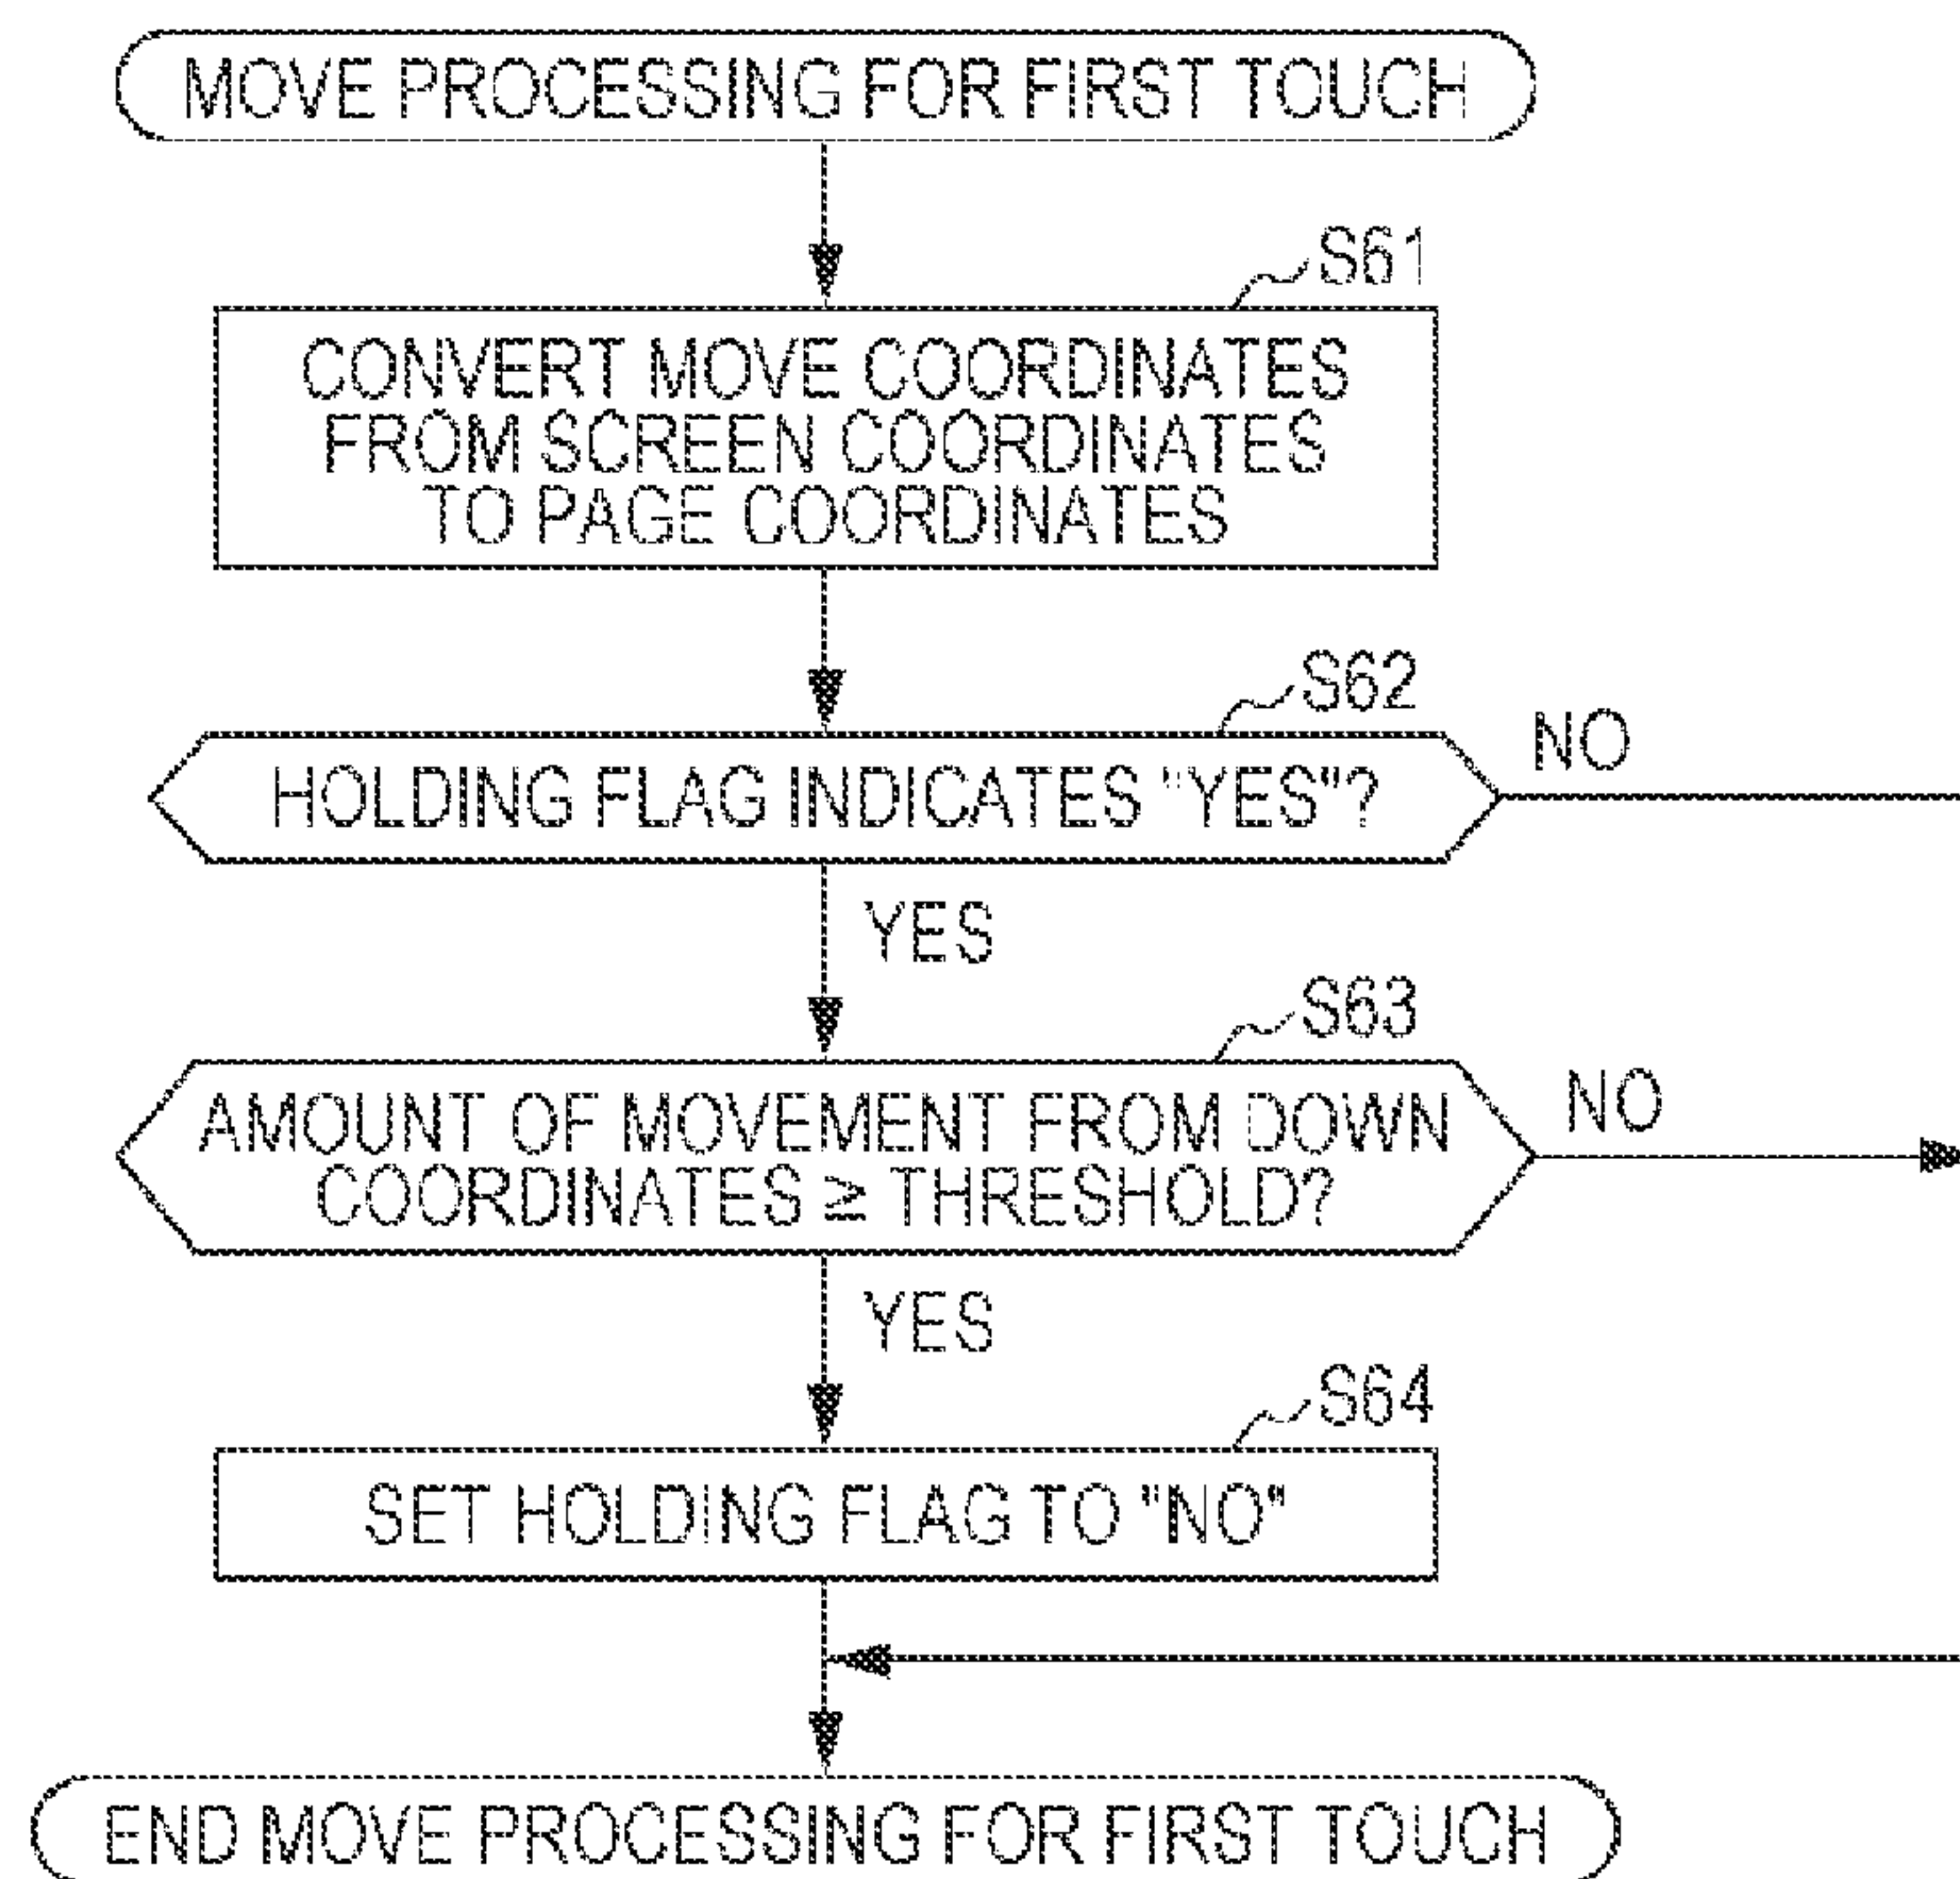 MOVE PROCESSING FOR FIRST TOUCH
S61
CONVERT MOVE COORDINATES
FROM SCREEN COORDINATES
TO PAGE COORDINATES
S62
HOLDING FLAG INDICATES "YES"?
NO
YES
S63
AMOUNT OF MOVEMENT FROM DOWN
COORDINATES ≧ THRESHOLD?
NO
YES
S64
SET HOLDING FLAG TO "NO"
END MOVE PROCESSING FOR FIRST TOUCH